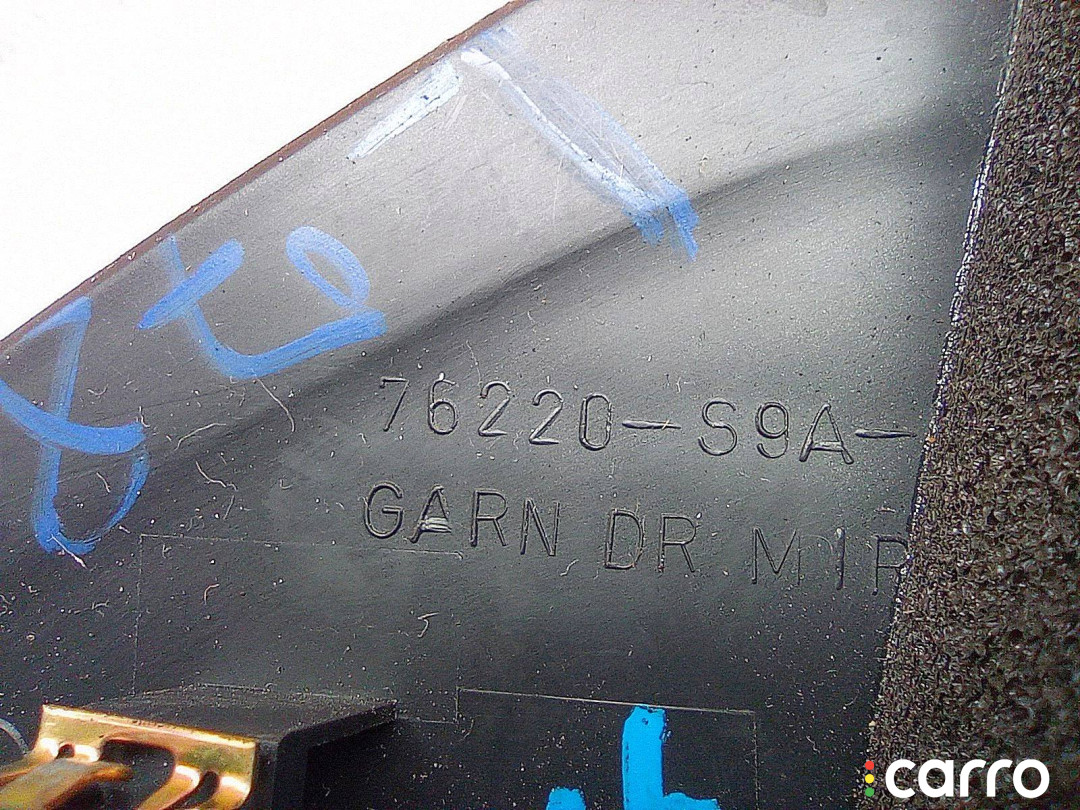 76220-S9A-
GARN DR MIR
carro